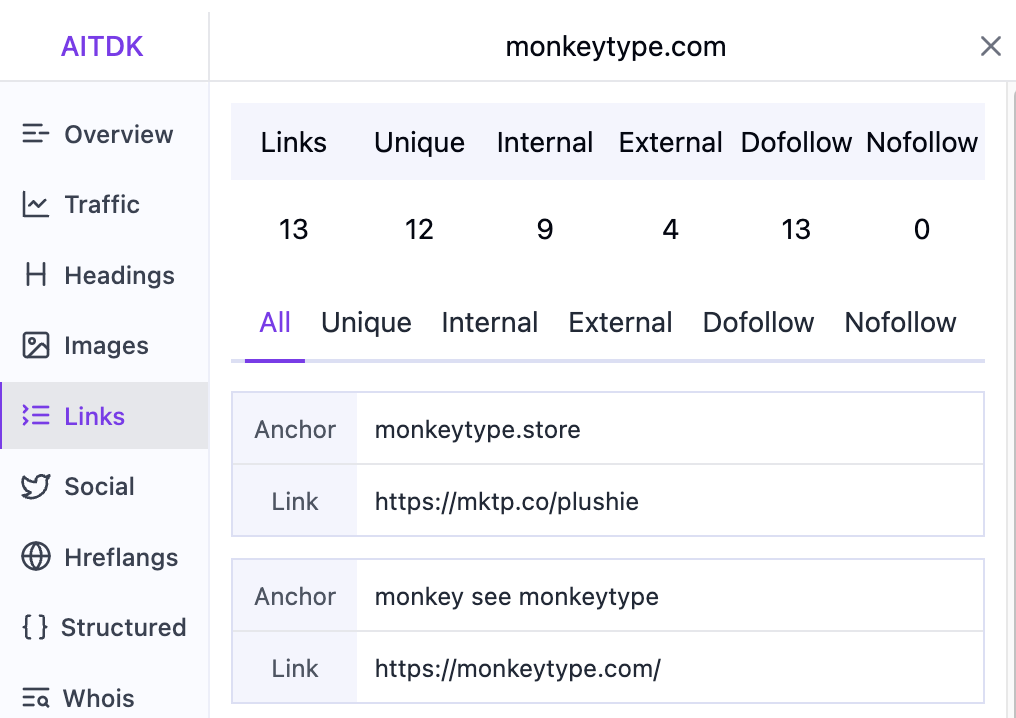 AITDK
monkeytype.com
Overview
Traffic
Headings
Images
Links
Social
Hreflangs
Structured
Whois
Links Unique Internal External Dofollow Nofollow
13 12 9 4 13 0
All Unique Internal External Dofollow Nofollow
Anchor monkeytype.store
Link https://mktp.co/plushie
Anchor monkey see monkeytype
Link https://monkeytype.com/